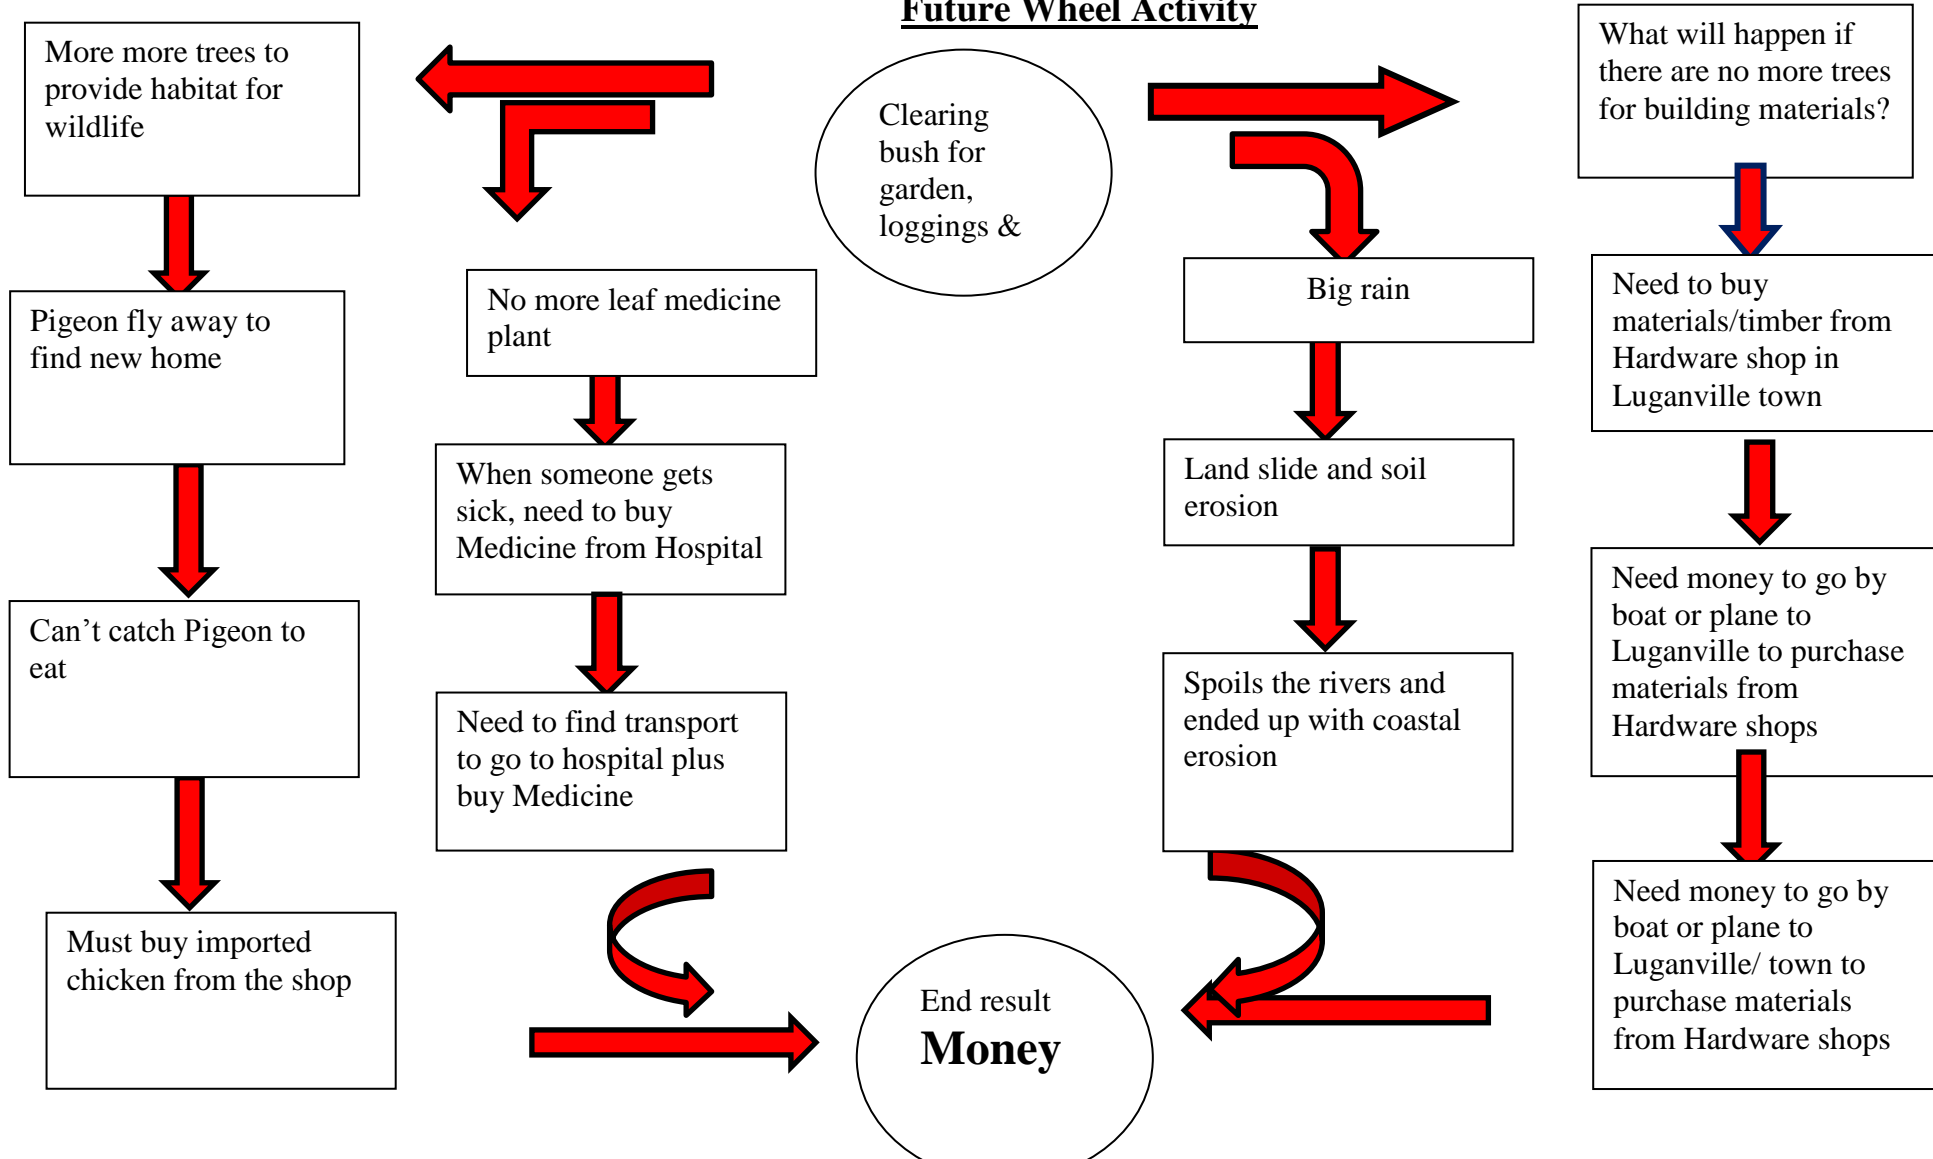 Future Wheel Activity
More more trees to
provide habitat for
wildlife
Pigeon fly away to
find new home
Can’t catch Pigeon to
eat
Must buy imported
chicken from the shop
No more leaf medicine
plant
When someone gets
sick, need to buy
Medicine from Hospital
Need to find transport
to go to hospital plus
buy Medicine
Clearing
bush for
garden,
loggings &
Big rain
Land slide and soil
erosion
Spoils the rivers and
ended up with coastal
erosion
What will happen if
there are no more trees
for building materials?
Need to buy
materials/timber from
Hardware shop in
Luganville town
Need money to go by
boat or plane to
Luganville to purchase
materials from
Hardware shops
Need money to go by
boat or plane to
Luganville/ town to
purchase materials
from Hardware shops
End result
Money